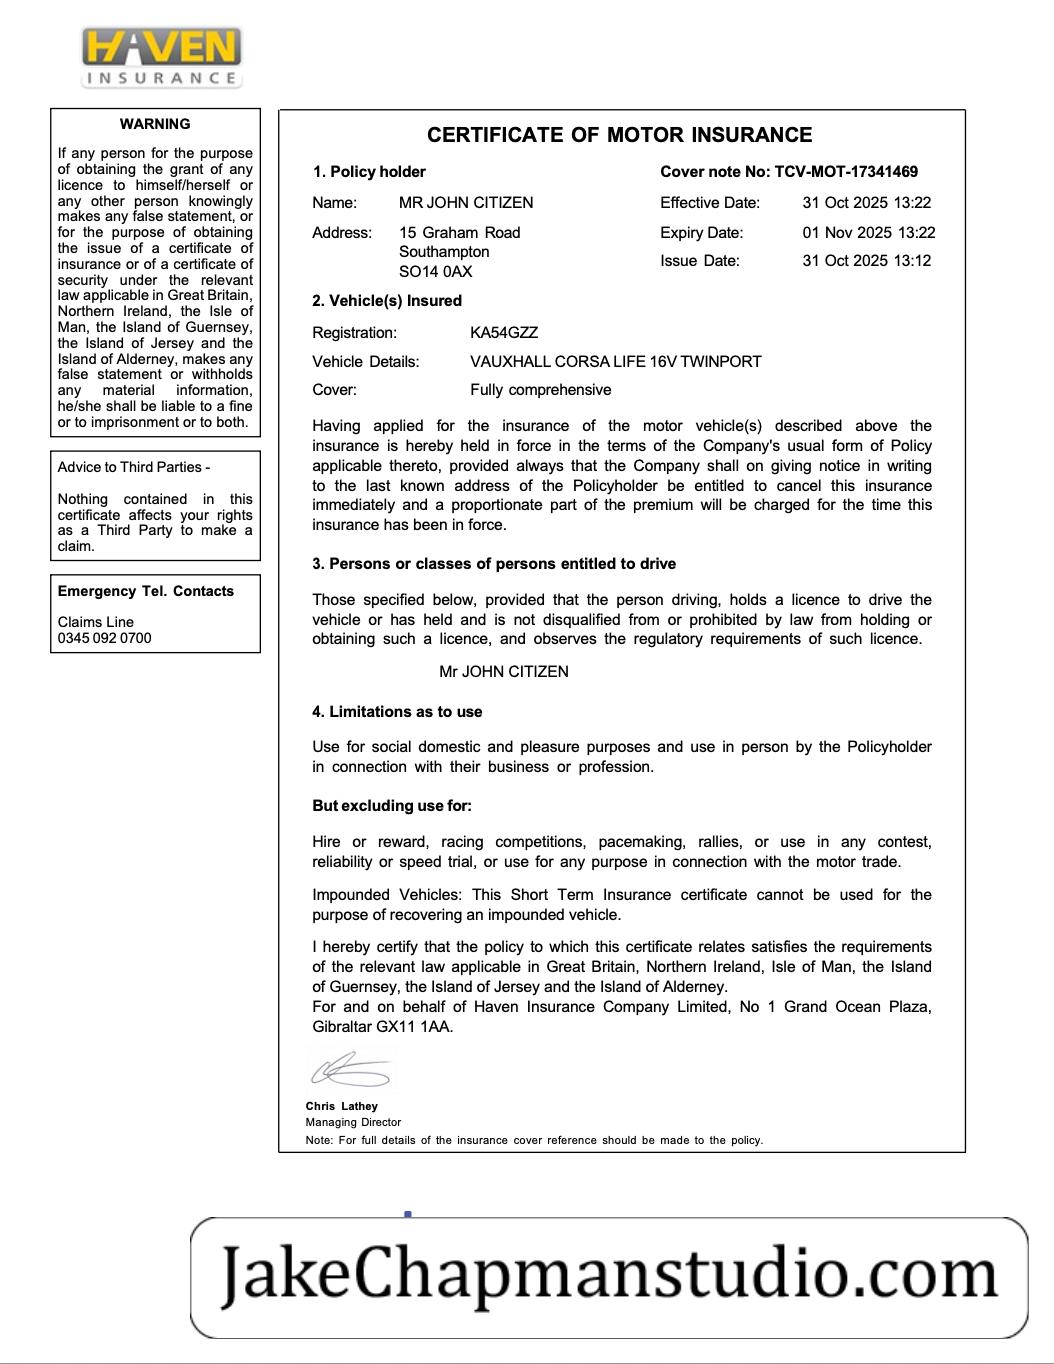 HAVEN
INSURANCE
WARNING
If any person for the purpose
of obtaining the grant of any
licence to himself/herself or
any other person knowingly
makes any false statement, or
for the purpose of obtaining
the issue of a certificate of
insurance or of a certificate of
security under the relevant
law applicable in Great Britain,
Northern Ireland, the Isle of
Man, the Island of Guernsey,
the Island of Jersey and the
Island of Alderney, makes any
false statement or withholds
any material information,
he/she shall be liable to a fine
or to imprisonment or to both.
Advice to Third Parties -
Nothing contained in this
certificate affects your rights
as a Third Party to make a
claim.
Emergency Tel. Contacts
Claims Line
0345 092 0700
CERTIFICATE OF MOTOR INSURANCE
1. Policy holder
Name: MR JOHN CITIZEN
Address: 15 Graham Road
Southampton
SO14 0AX
Cover note No: TCV-MOT-17341469
Effective Date: 31 Oct 2025 13:22
Expiry Date: 01 Nov 2025 13:22
Issue Date: 31 Oct 2025 13:12
2. Vehicle(s) Insured
Registration: KA54GZZ
Vehicle Details: VAUXHALL CORSA LIFE 16V TWINPORT
Cover: Fully comprehensive
Having applied for the insurance of the motor vehicle(s) described above the
insurance is hereby held in force in the terms of the Company's usual form of Policy
applicable thereto, provided always that the Company shall on giving notice in writing
to the last known address of the Policyholder be entitled to cancel this insurance
immediately and a proportionate part of the premium will be charged for the time this
insurance has been in force.
3. Persons or classes of persons entitled to drive
Those specified below, provided that the person driving, holds a licence to drive the
vehicle or has held and is not disqualified from or prohibited by law from holding or
obtaining such a licence, and observes the regulatory requirements of such licence.
Mr JOHN CITIZEN
4. Limitations as to use
Use for social domestic and pleasure purposes and use in person by the Policyholder
in connection with their business or profession.
But excluding use for:
Hire or reward, racing competitions, pacemaking, rallies, or use in any contest,
reliability or speed trial, or use for any purpose in connection with the motor trade.
Impounded Vehicles: This Short Term Insurance certificate cannot be used for the
purpose of recovering an impounded vehicle.
I hereby certify that the policy to which this certificate relates satisfies the requirements
of the relevant law applicable in Great Britain, Northern Ireland, Isle of Man, the Island
of Guernsey, the Island of Jersey and the Island of Alderney.
For and on behalf of Haven Insurance Company Limited, No 1 Grand Ocean Plaza,
Gibraltar GX11 1AA.
Chris Lathey
Managing Director
Note: For full details of the insurance cover reference should be made to the policy.
JakeChapmanstudio.com